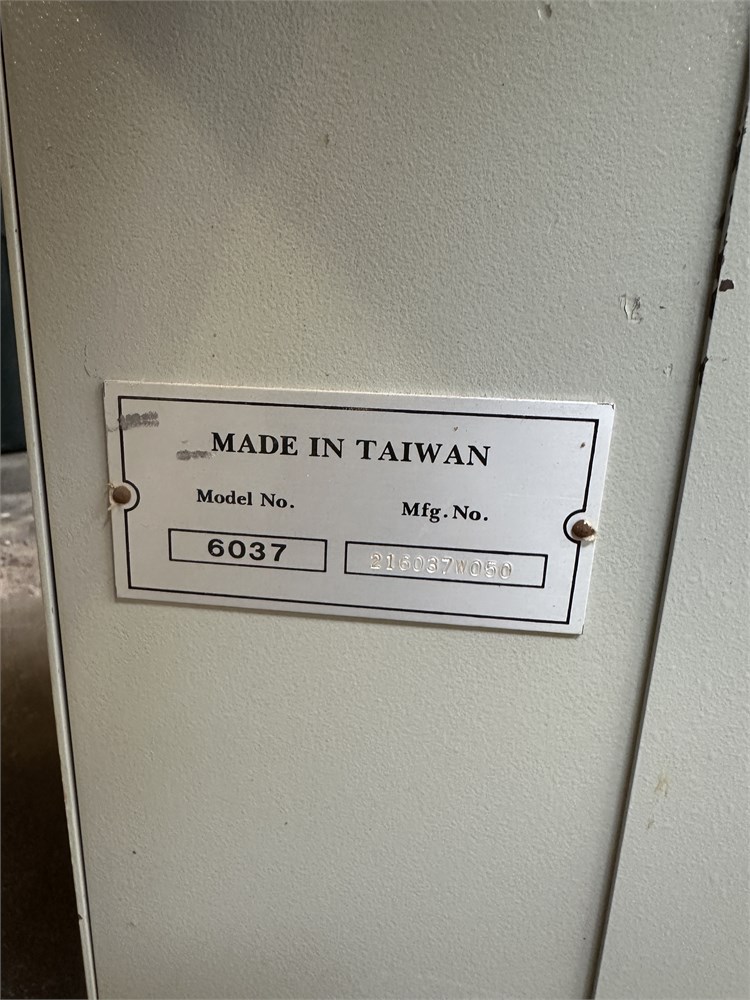 MADE IN TAIWAN
Model No. Mfg. No.
6037 216037W050